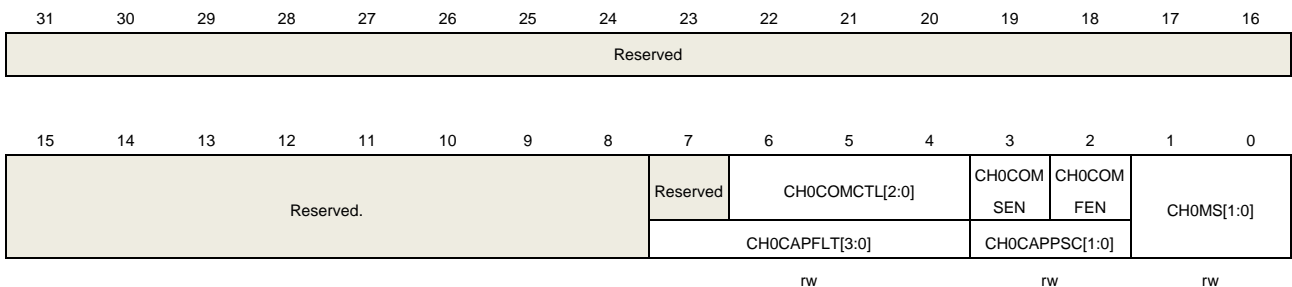 31 30 29 28 27 26 25 24 23 22 21 20 19 18 17 16
Reserved
15 14 13 12 11 10 9 8 7 6 5 4 3 2 1 0
Reserved.
Reserved
CH0COMCTL[2:0]
CH0COM
SEN
CH0COM
FEN
CH0MS[1:0]
CH0CAPFLT[3:0]
CH0CAPPSC[1:0]
rw rw rw